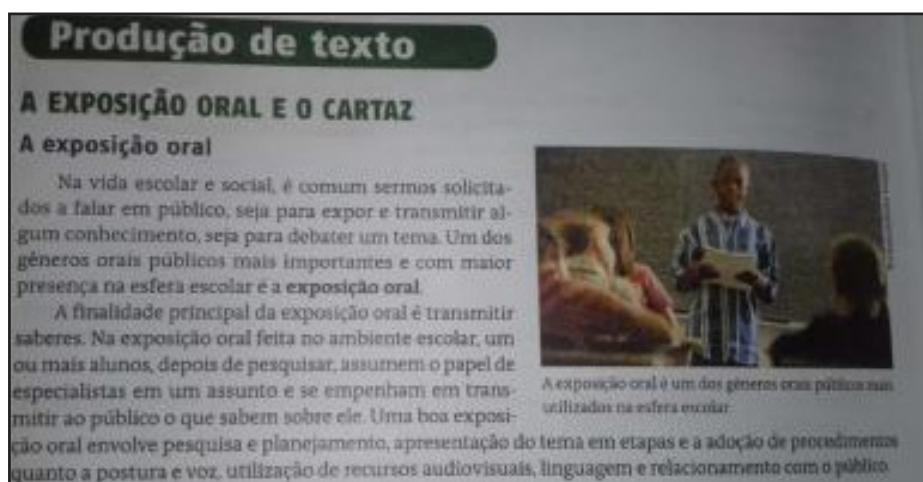 Produção de texto
A EXPOSIÇÃO ORAL E O CARTAZ
A exposição oral
Na vida escolar e social, é comum sermos solicita-
dos a falar em público, seja para expor e transmitir al-
gum conhecimento, seja para debater um tema. Um dos
gêneros orais públicos mais importantes e com maior
presença na esfera escolar é a exposição oral.
A finalidade principal da exposição oral é transmitir
saberes. Na exposição oral feita no ambiente escolar, um
ou mais alunos, depois de pesquisar, assumem o papel de
especialistas em um assunto e se empenham em trans-
mitir ao público o que sabem sobre ele. Uma boa exposi-
ção oral envolve pesquisa e planejamento, apresentação do tema em etapas e a adoção de procedimentos
quanto a postura e voz, utilização de recursos audiovisuais, linguagem e relacionamento com o público.
A exposição oral é um dos gêneros orais públicos mais
utilizados na esfera escolar.